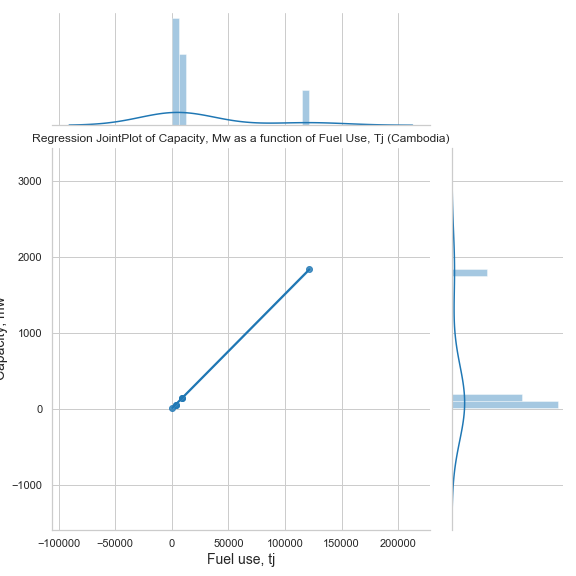 Regression JointPlot of Capacity, Mw as a function of Fuel Use, Tj (Cambodia)
3000
2000
1000
0
−1000
Capacity, mw
−100000 −50000 0 50000 100000 150000 200000
Fuel use, tj